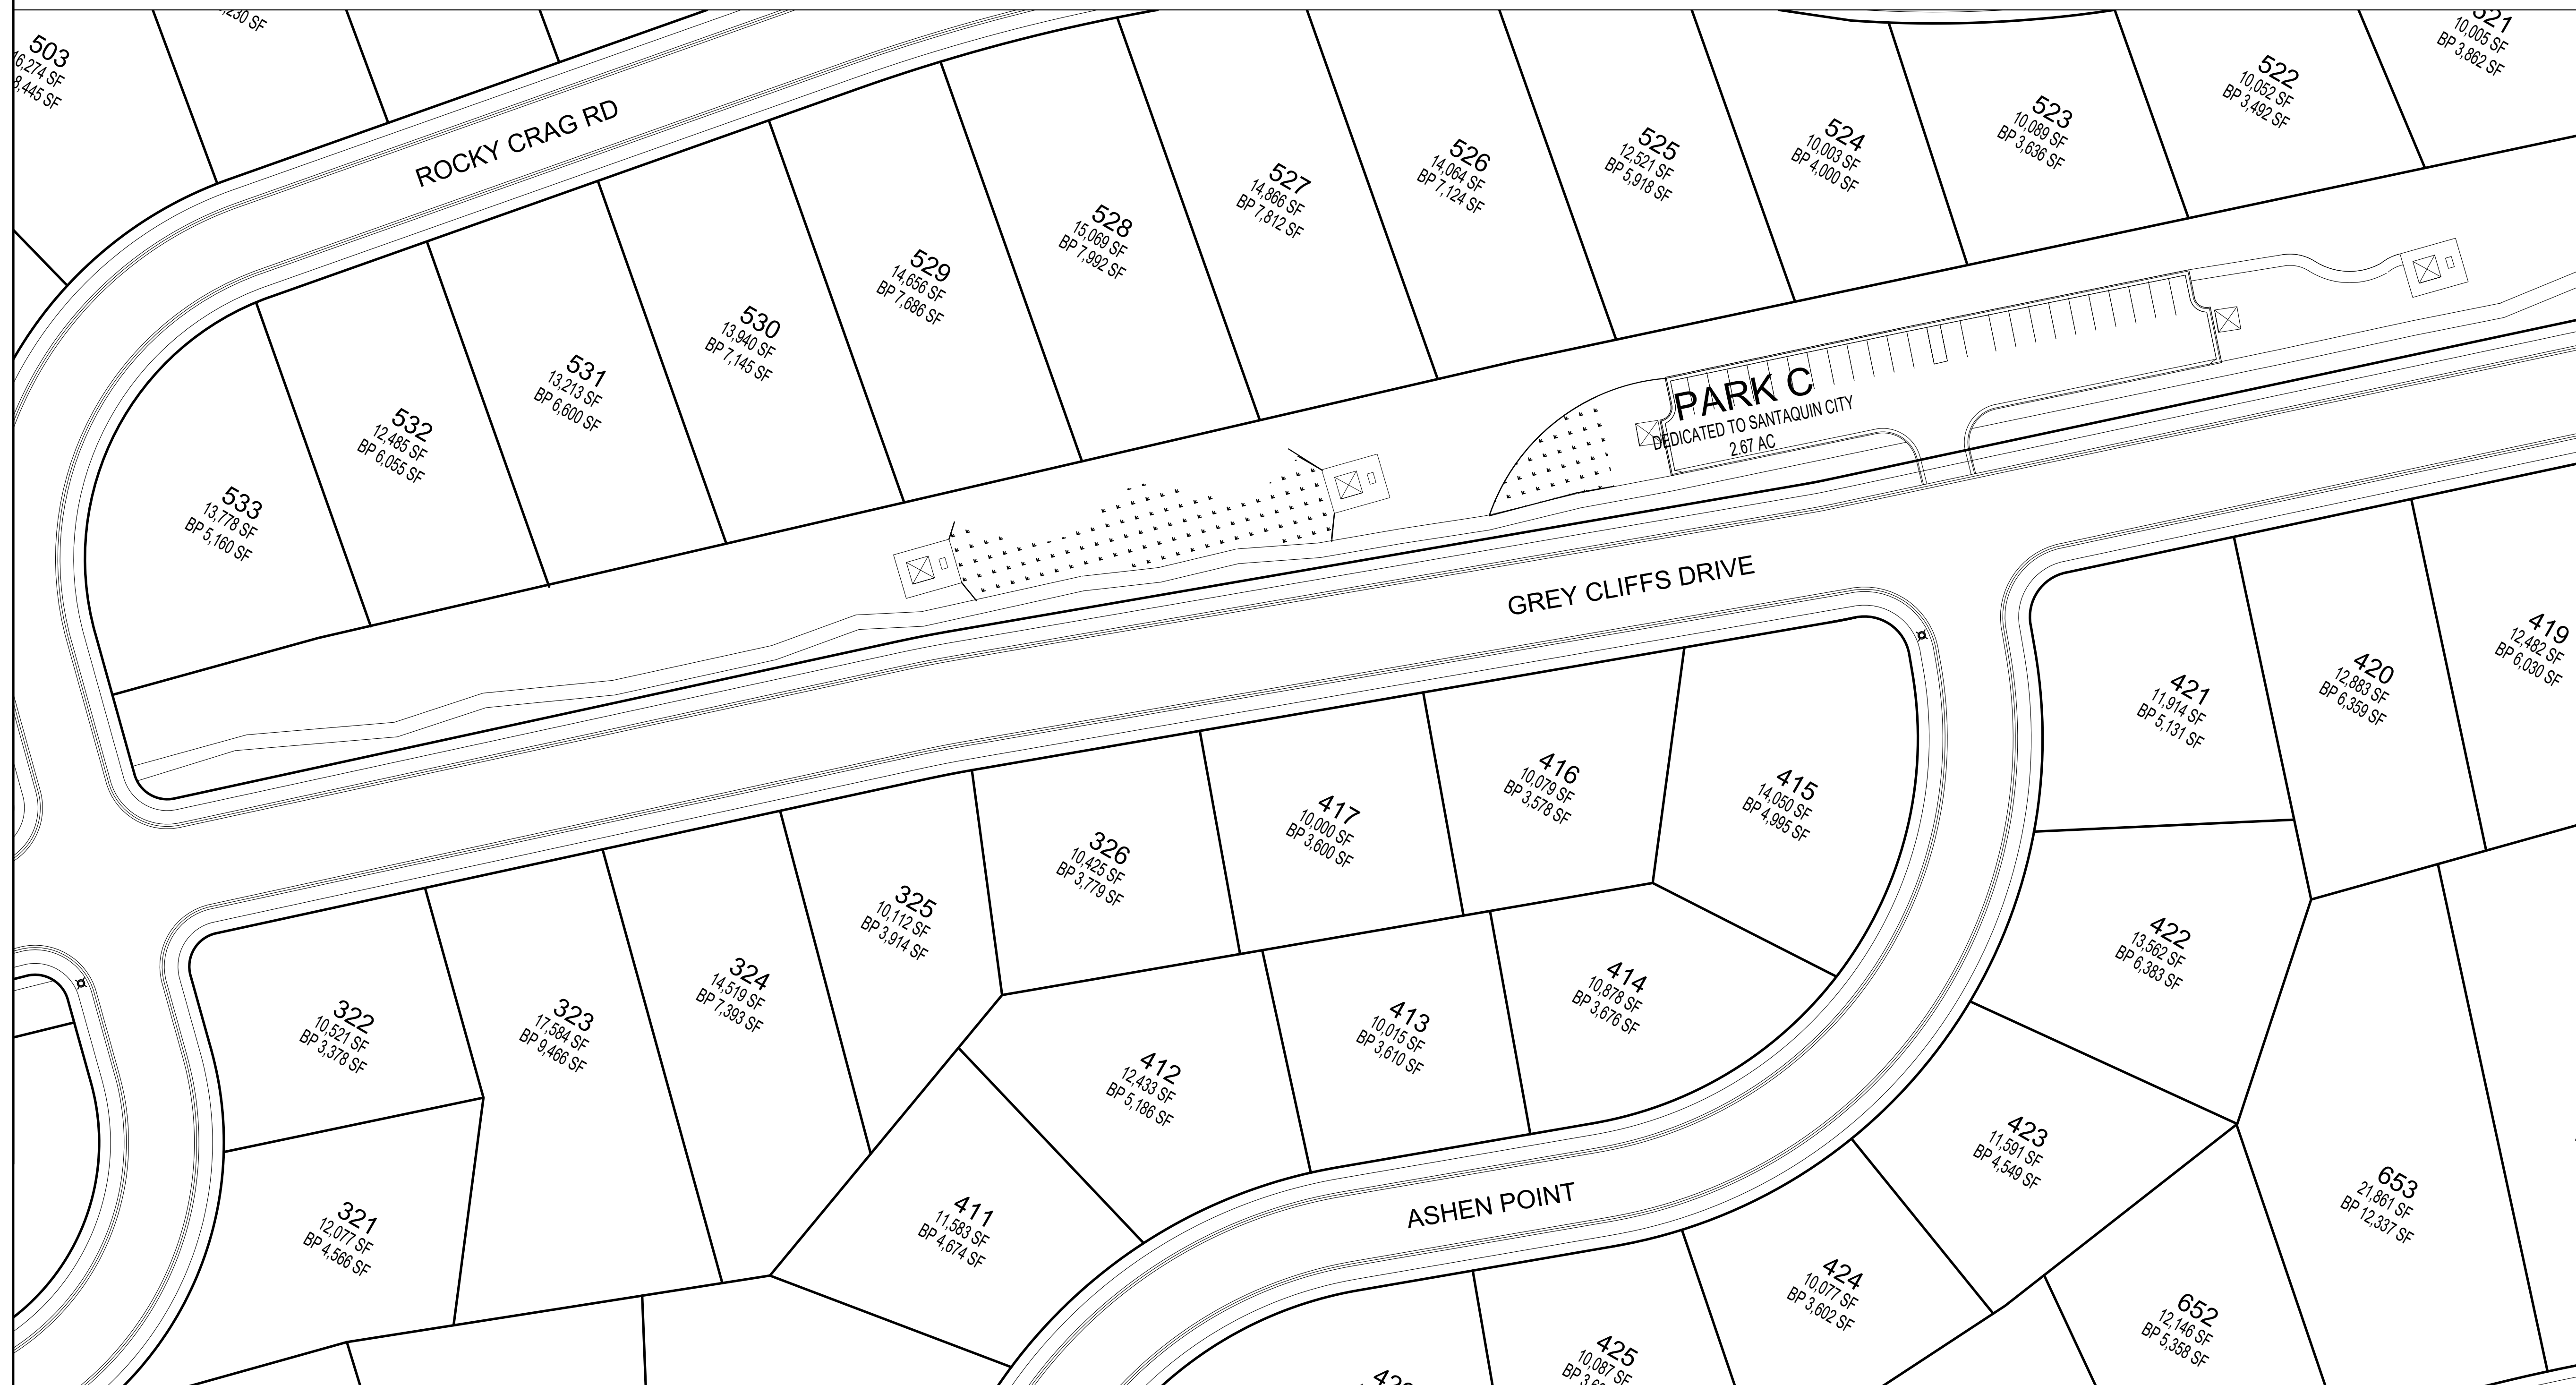 503
16,274 SF
8,445 SF
,230 SF
ROCKY CRAG RD
521
10,005 SF
BP 3,862 SF
522
10,052 SF
BP 3,492 SF
523
10,089 SF
BP 3,636 SF
524
10,003 SF
BP 4,000 SF
525
12,521 SF
BP 5,918 SF
526
14,064 SF
BP 7,124 SF
527
14,866 SF
BP 7,812 SF
528
15,069 SF
BP 7,992 SF
529
14,656 SF
BP 7,686 SF
530
13,940 SF
BP 7,145 SF
531
13,213 SF
BP 6,600 SF
532
12,485 SF
BP 6,055 SF
533
13,778 SF
BP 5,160 SF
PARK C
DEDICATED TO SANTAQUIN CITY
2.67 AC
GREY CLIFFS DRIVE
419
12,482 SF
BP 6,030 SF
420
12,883 SF
BP 6,359 SF
421
11,914 SF
BP 5,131 SF
415
14,050 SF
BP 4,995 SF
416
10,079 SF
BP 3,578 SF
417
10,000 SF
BP 3,600 SF
326
10,425 SF
BP 3,779 SF
325
10,112 SF
BP 3,914 SF
324
14,519 SF
BP 7,393 SF
323
17,584 SF
BP 9,466 SF
322
10,521 SF
BP 3,378 SF
321
12,077 SF
BP 4,566 SF
422
13,562 SF
BP 6,383 SF
414
10,878 SF
BP 3,676 SF
413
10,015 SF
BP 3,610 SF
412
12,433 SF
BP 5,186 SF
411
11,583 SF
BP 4,674 SF
ASHEN POINT
423
11,591 SF
BP 4,549 SF
424
10,077 SF
BP 3,602 SF
425
10,087 SF
653
21,861 SF
BP 12,337 SF
652
12,146 SF
BP 5,358 SF